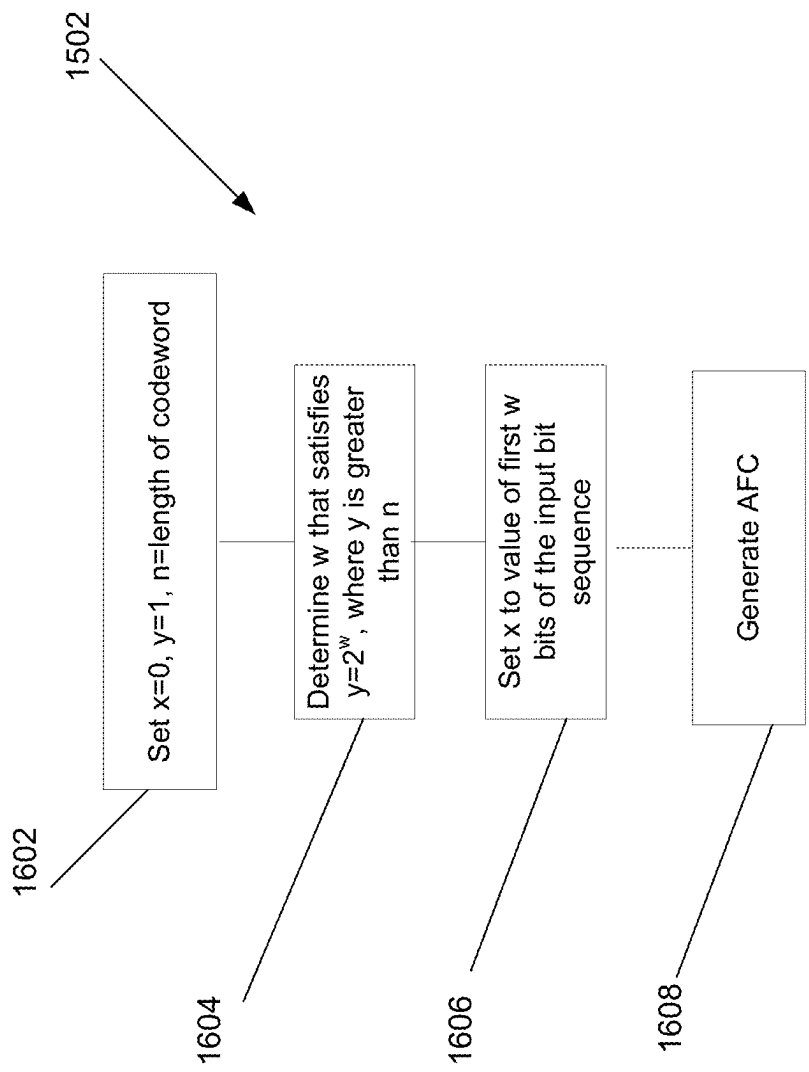 1502
1602
Set x=0, y=1, n=length of codeword
1604
Determine w that satisfies
y=2^w, where y is greater
than n
1606
Set x to value of first w
bits of the input bit
sequence
1608
Generate AFC